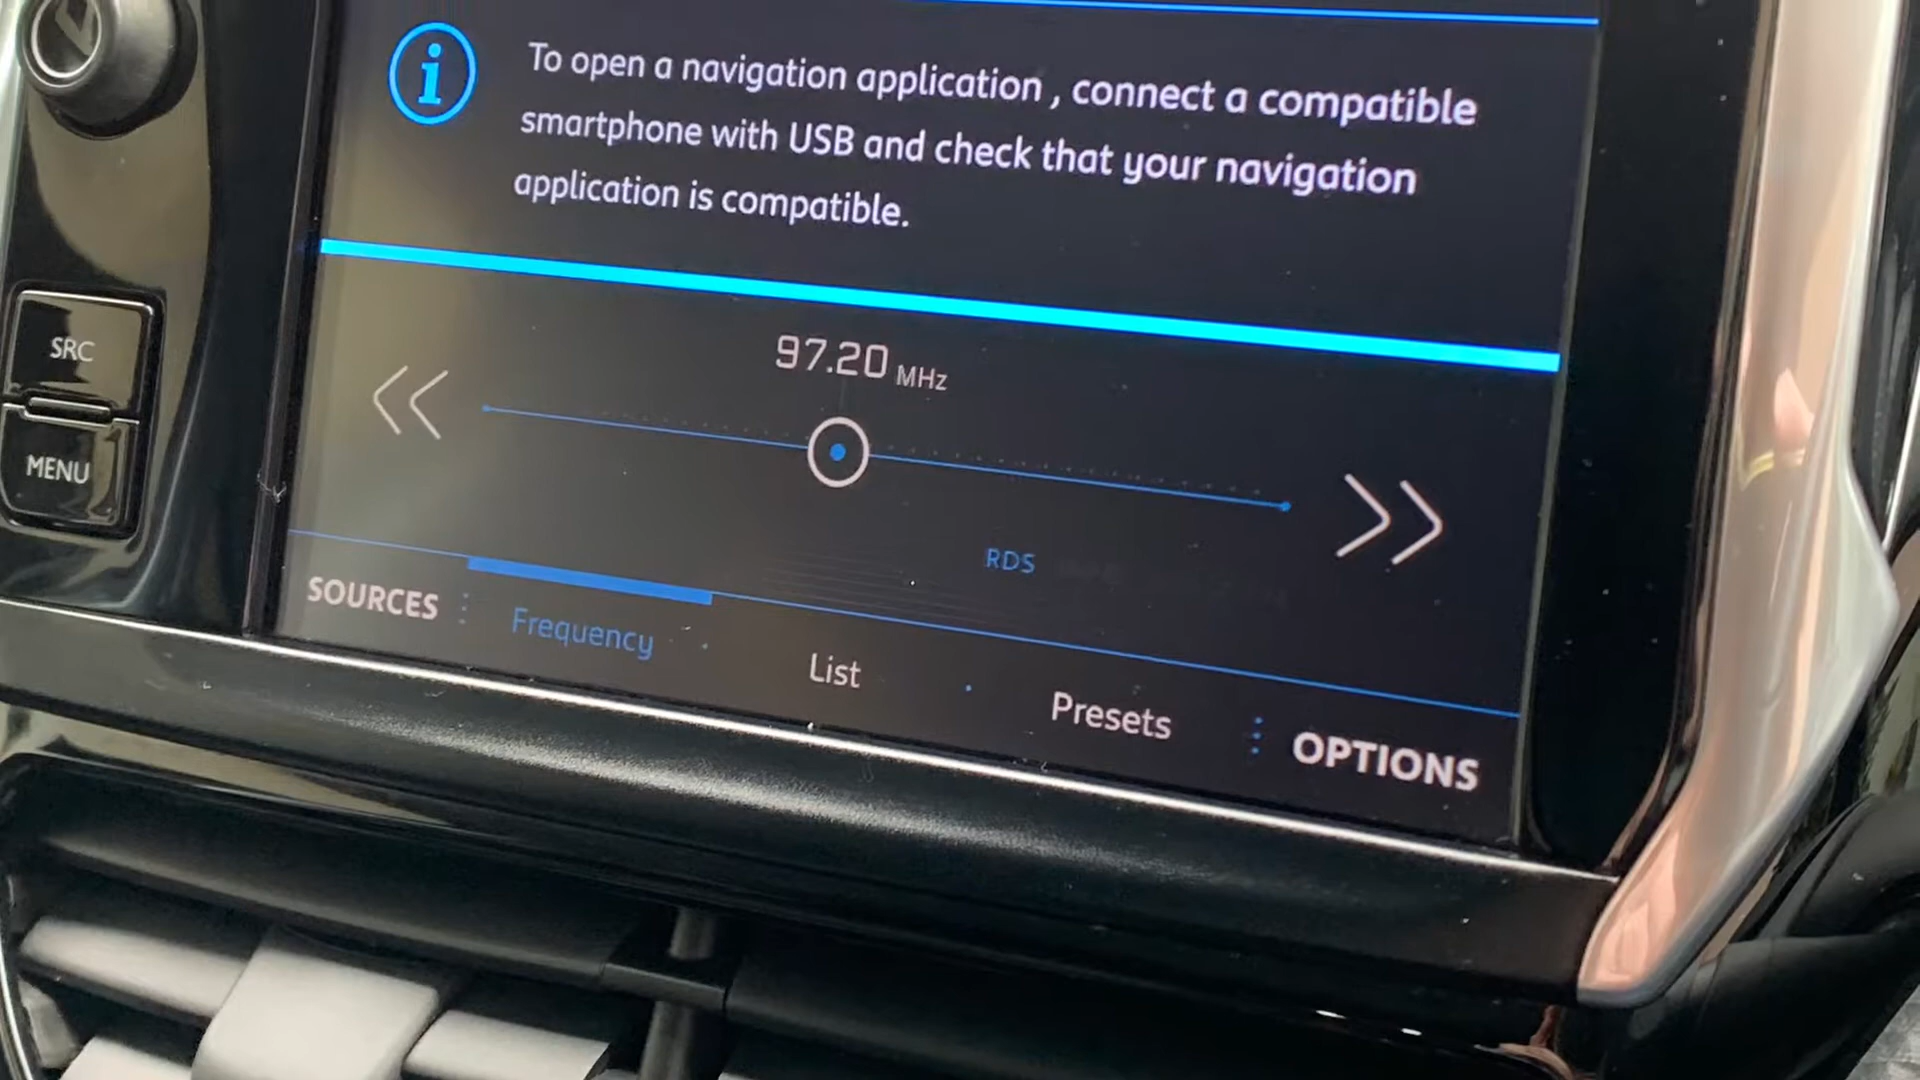 To open a navigation application , connect a compatible
smartphone with USB and check that your navigation
application is compatible.
SRC
97.20 MHz
MENU
RDS
SOURCES
Frequency
List
Presets
OPTIONS